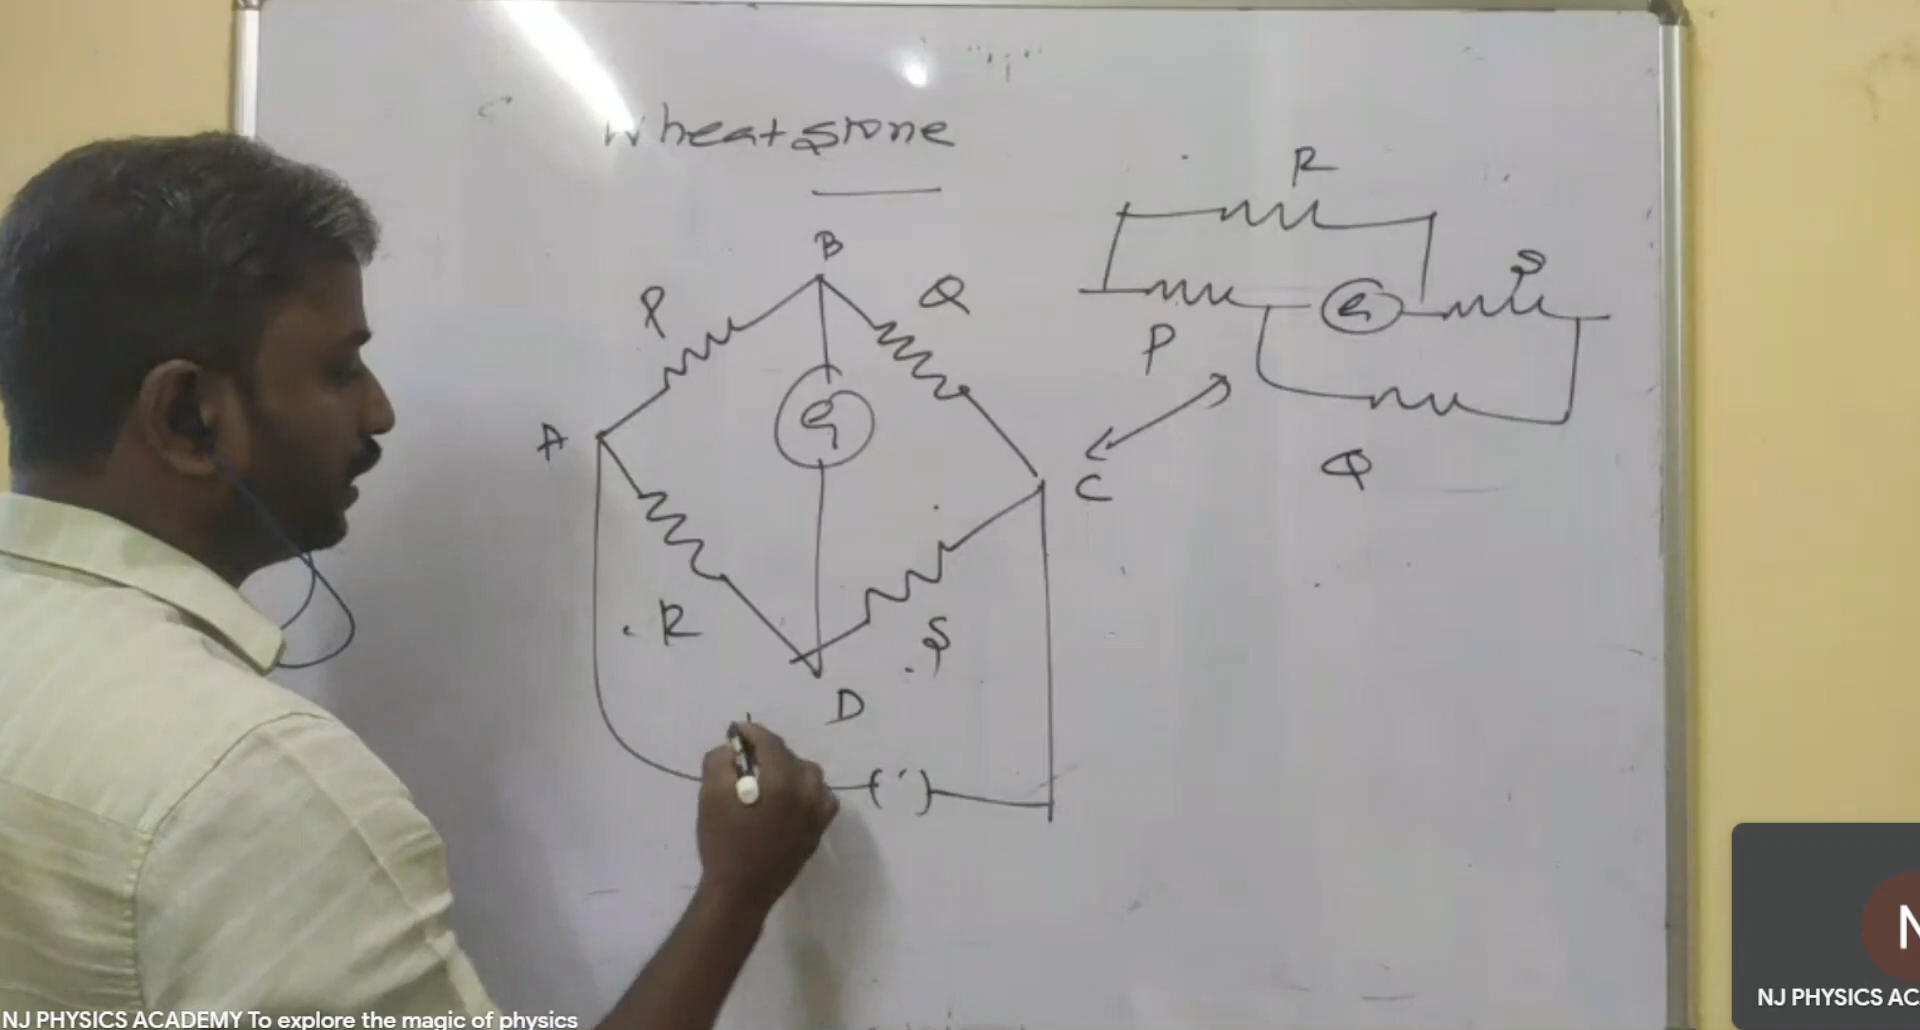 Wheatstone
B
P
Q
A
G
C
R
S
D
( )
R
S
G
P
Q
N
NJ PHYSICS AC
NJ PHYSICS ACADEMY To explore the magic of physics